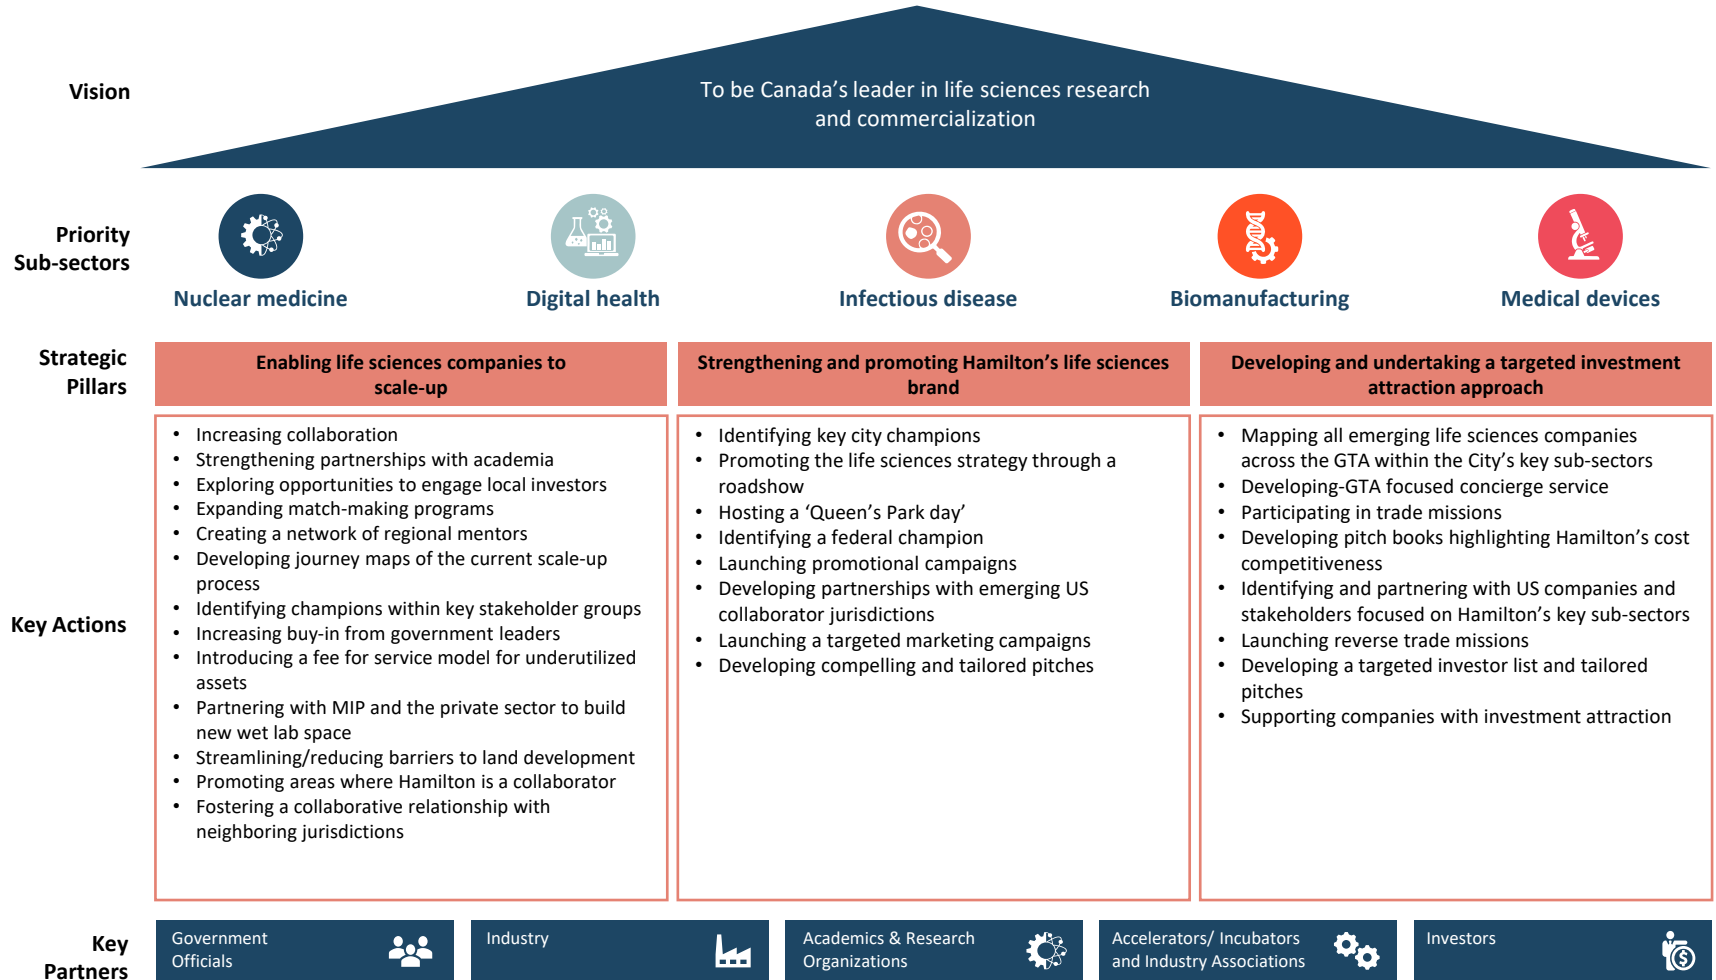 Vision
To be Canada's leader in life sciences research
and commercialization
Priority
Sub-sectors
Nuclear medicine
Digital health
Infectious disease
Biomanufacturing
Medical devices
Strategic
Pillars
Enabling life sciences companies to
scale-up
Strengthening and promoting Hamilton's life sciences
brand
Developing and undertaking a targeted investment
attraction approach
Key Actions
• Increasing collaboration
• Strengthening partnerships with academia
• Exploring opportunities to engage local investors
• Expanding match-making programs
• Creating a network of regional mentors
• Developing journey maps of the current scale-up
process
• Identifying champions within key stakeholder groups
• Increasing buy-in from government leaders
• Introducing a fee for service model for underutilized
assets
• Partnering with MIP and the private sector to build
new wet lab space
• Streamlining/reducing barriers to land development
• Promoting areas where Hamilton is a collaborator
• Fostering a collaborative relationship with
neighboring jurisdictions
• Identifying key city champions
• Promoting the life sciences strategy through a
roadshow
• Hosting a ‘Queen's Park day’
• Identifying a federal champion
• Launching promotional campaigns
• Developing partnerships with emerging US
collaborator jurisdictions
• Launching a targeted marketing campaigns
• Developing compelling and tailored pitches
• Mapping all emerging life sciences companies
across the GTA within the City's key sub-sectors
• Developing-GTA focused concierge service
• Participating in trade missions
• Developing pitch books highlighting Hamilton's cost
competitiveness
• Identifying and partnering with US companies and
stakeholders focused on Hamilton's key sub-sectors
• Launching reverse trade missions
• Developing a targeted investor list and tailored
pitches
• Supporting companies with investment attraction
Key
Partners
Government
Officials
Industry
Academics & Research
Organizations
Accelerators/ Incubators
and Industry Associations
Investors
$